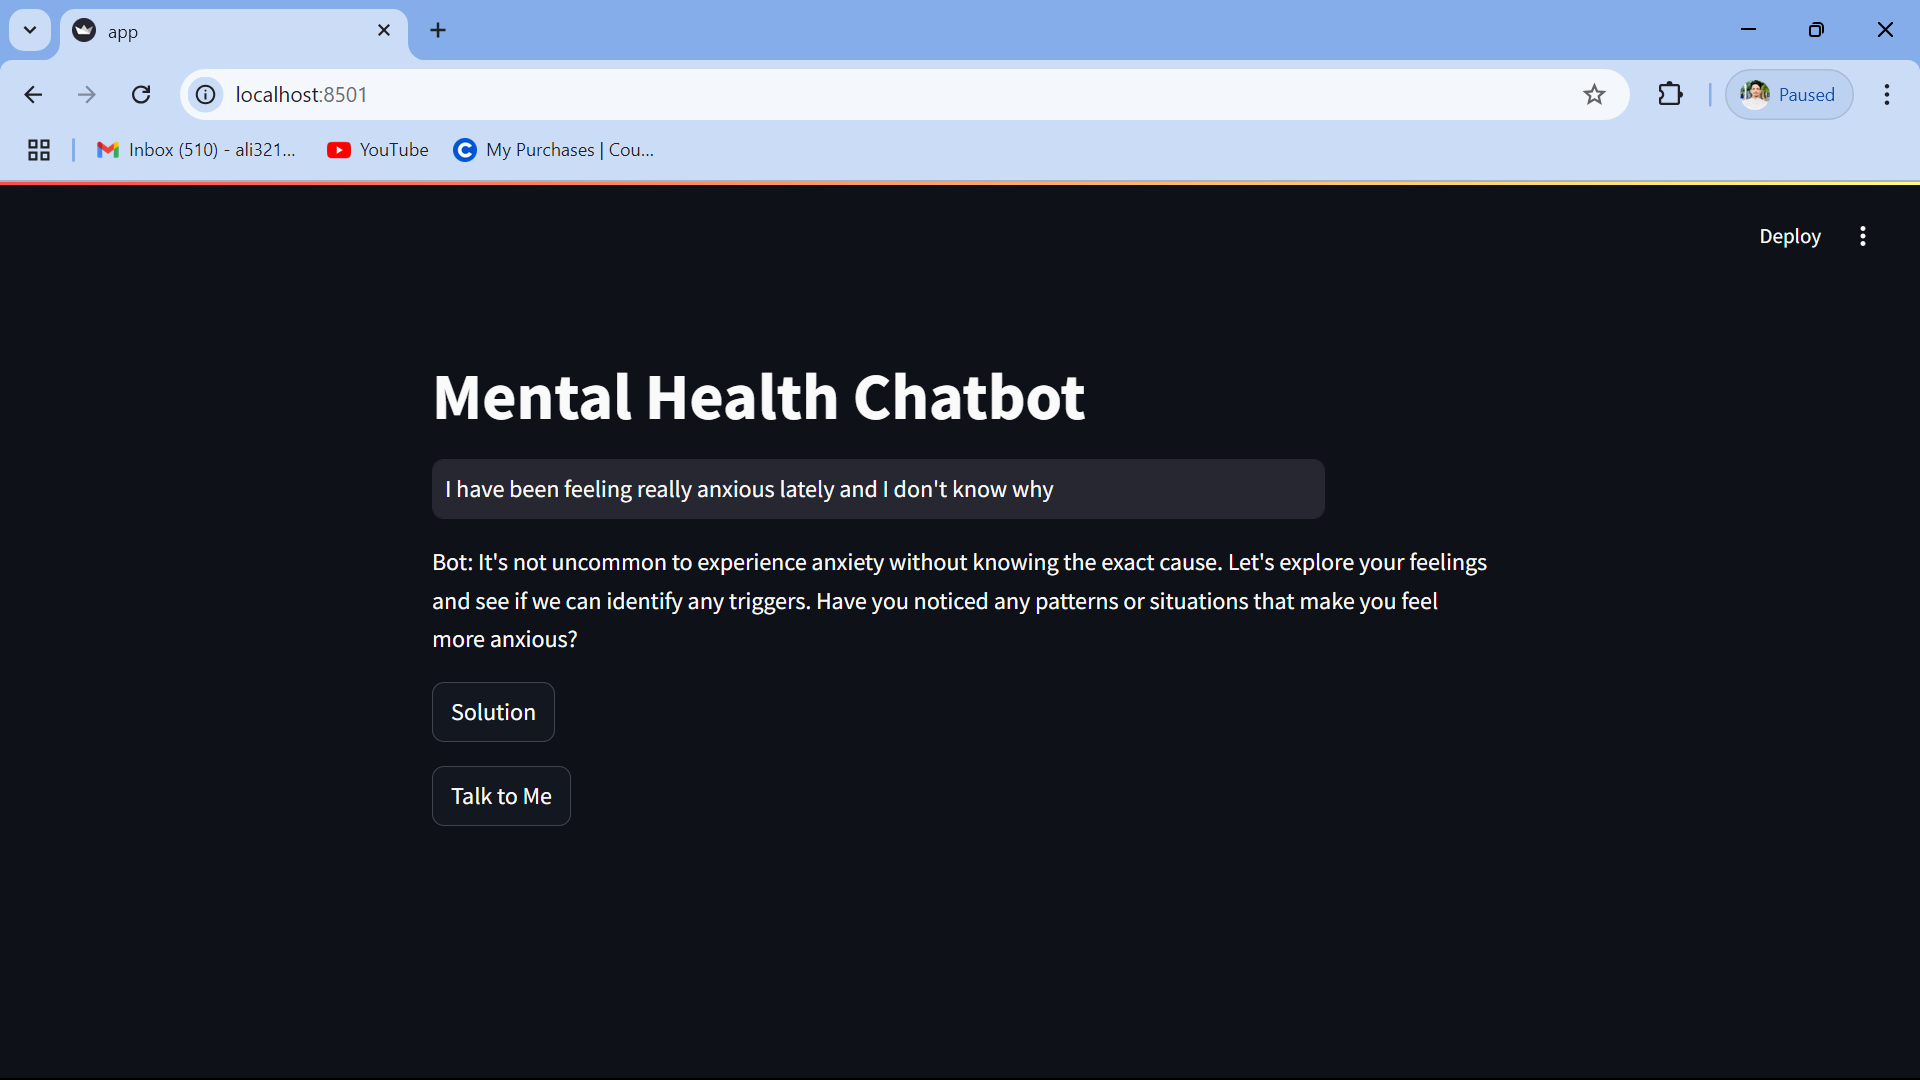 app
localhost:8501
Paused
Inbox (510) - ali321...
YouTube
My Purchases | Cou...
Deploy
Mental Health Chatbot
I have been feeling really anxious lately and I don't know why
Bot: It's not uncommon to experience anxiety without knowing the exact cause. Let's explore your feelings
and see if we can identify any triggers. Have you noticed any patterns or situations that make you feel
more anxious?
Solution
Talk to Me